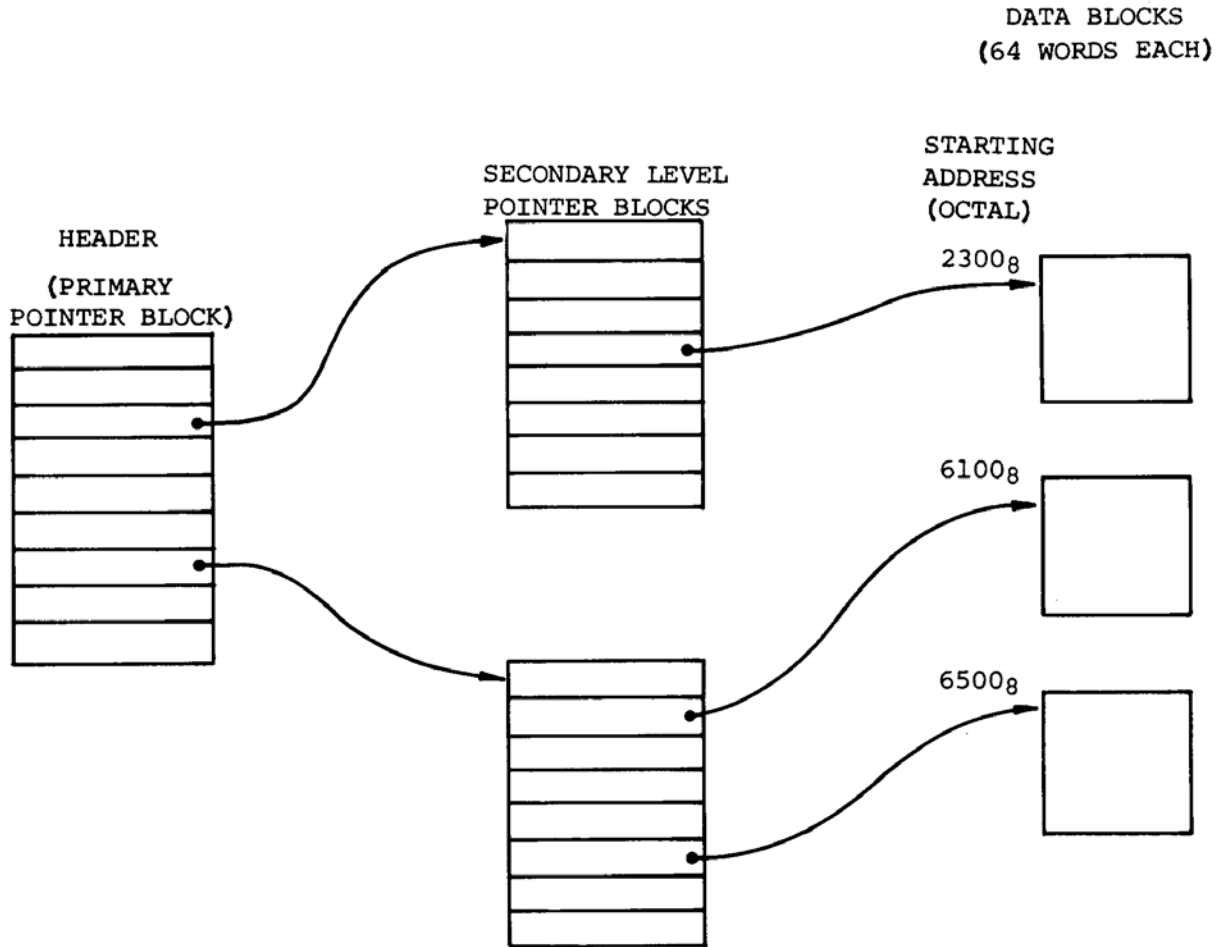 DATA BLOCKS
(64 WORDS EACH)
STARTING
ADDRESS
(OCTAL)
SECONDARY LEVEL
POINTER BLOCKS
HEADER
(PRIMARY
POINTER BLOCK)
2300₈
6100₈
6500₈